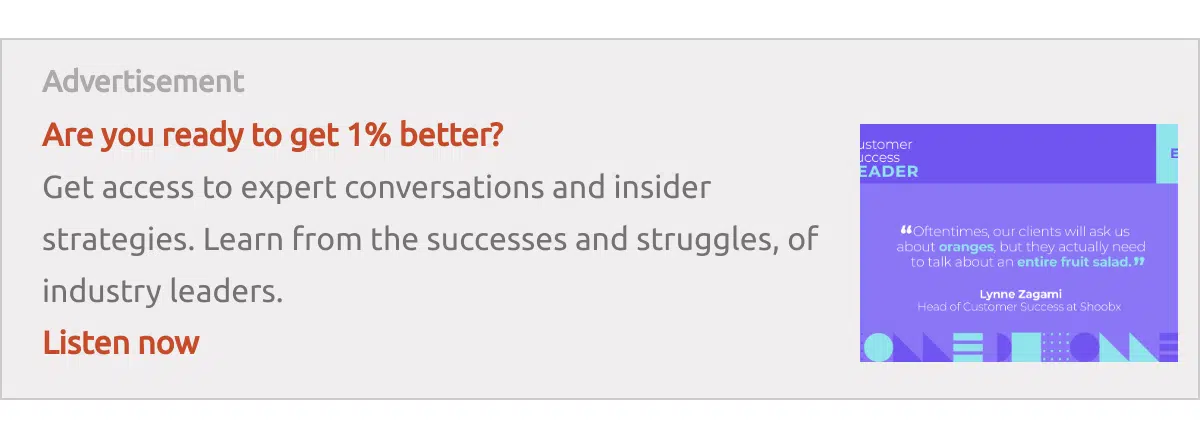 Advertisement
Are you ready to get 1% better?
Get access to expert conversations and insider
strategies. Learn from the successes and struggles, of
industry leaders.
Listen now
ustomer
uccess
EADER
E
“Oftentimes, our clients will ask us
about oranges, but they actually need
to talk about an entire fruit salad.”
Lynne Zagami
Head of Customer Success at Shoobx